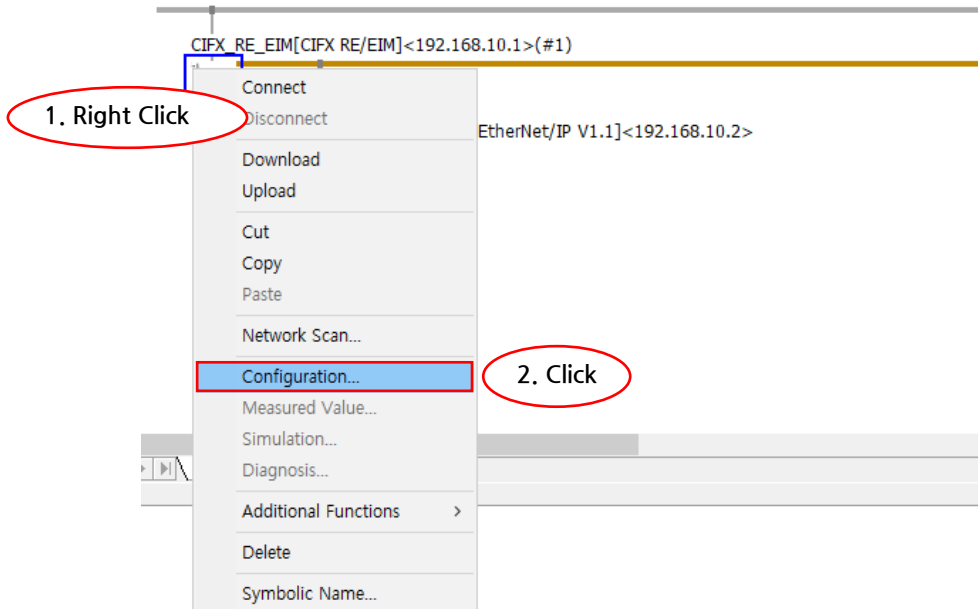 CIFX_RE_EIM[CIFX RE/EIM]<192.168.10.1>(#1)
Connect
1. Right Click
Disconnect
EtherNet/IP V1.1]<192.168.10.2>
Download
Upload
Cut
Copy
Paste
Network Scan...
Configuration...
2. Click
Measured Value...
Simulation...
Diagnosis...
Additional Functions >
Delete
Symbolic Name...